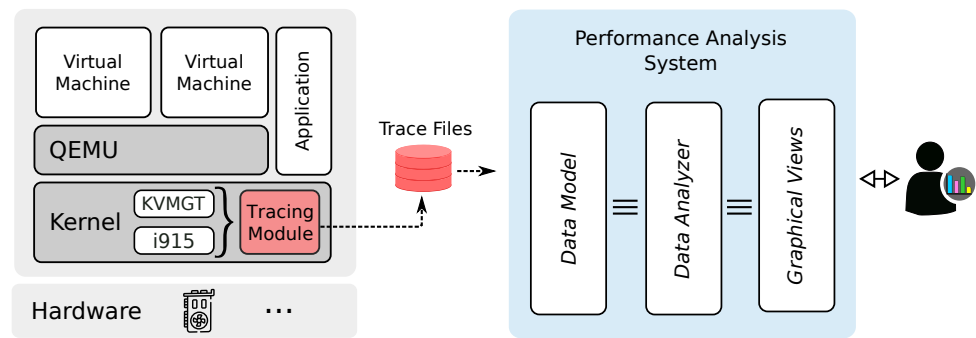 Virtual
Machine
Virtual
Machine
Application
QEMU
Kernel
KVMGT
i915
Tracing
Module
Hardware
...
Trace Files
Performance Analysis
System
Data Model
Data Analyzer
Graphical Views